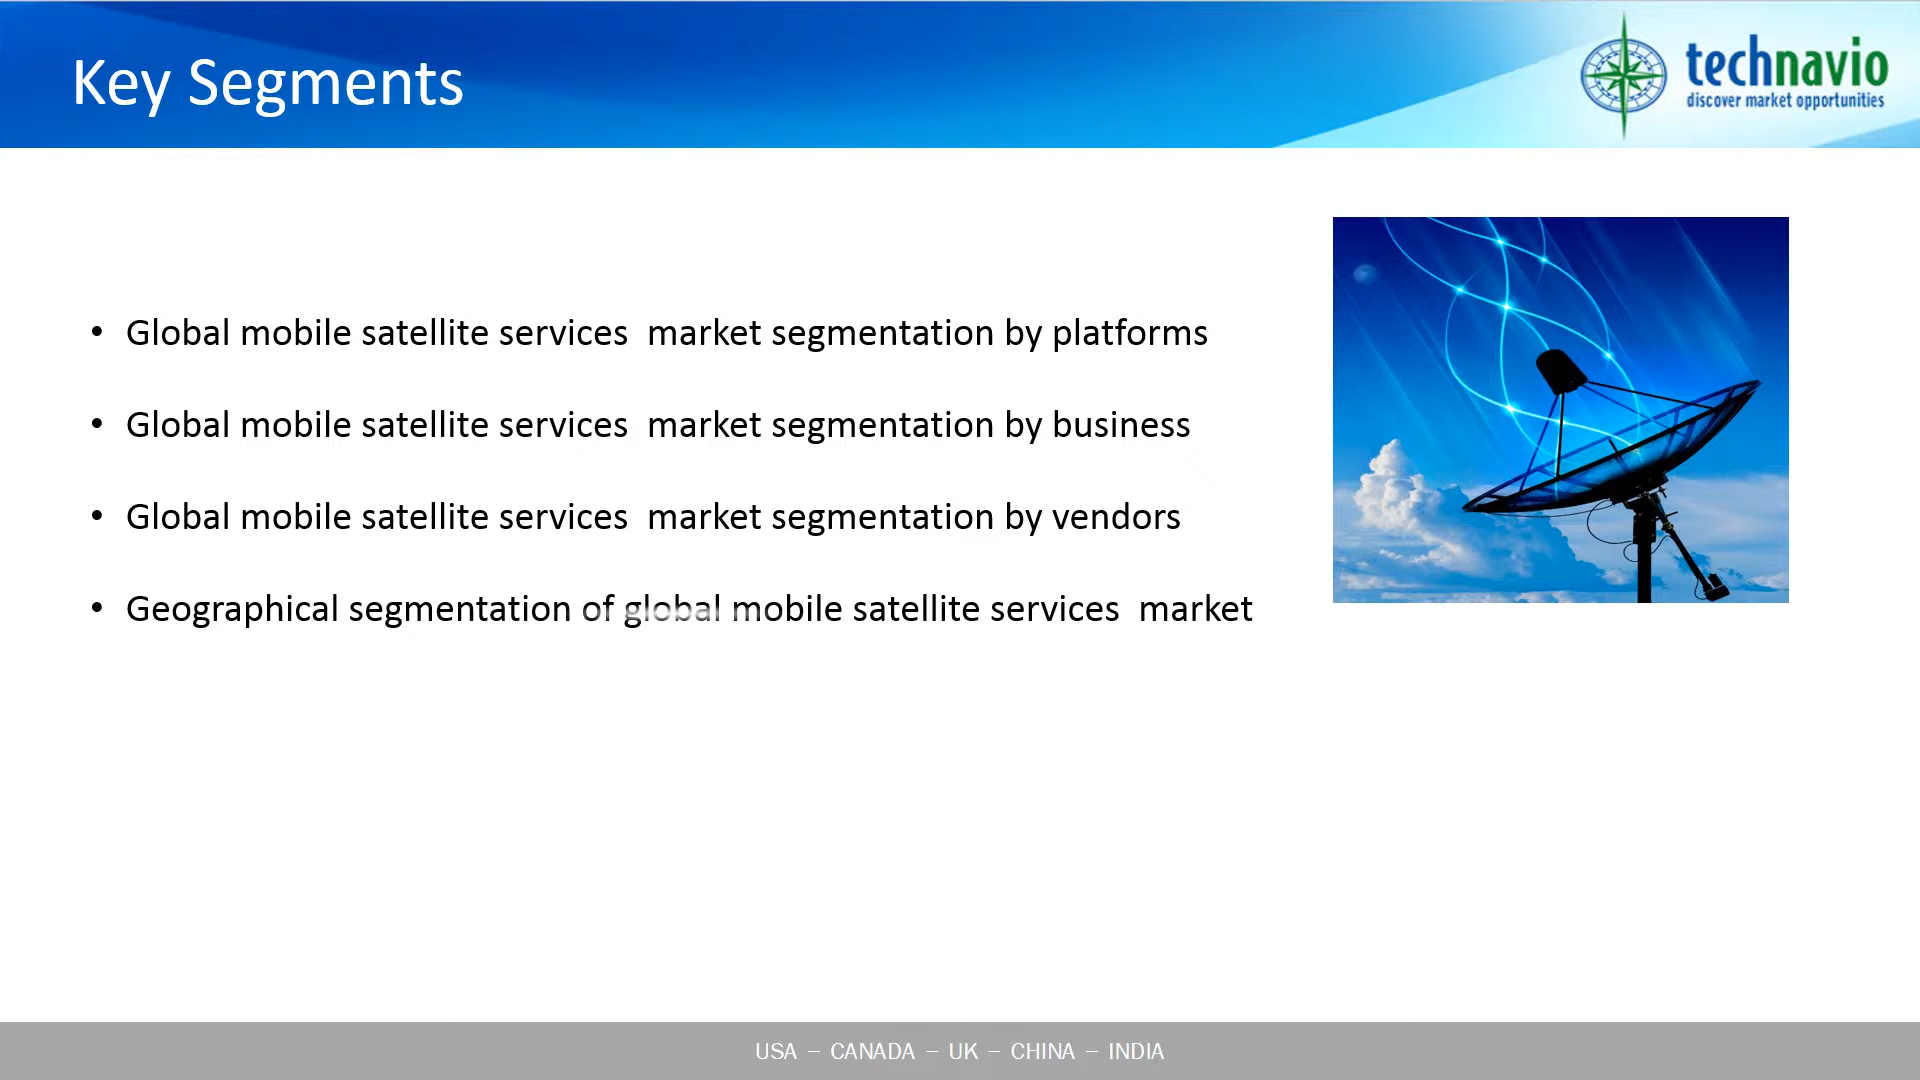 Key Segments
technavio
discover market opportunities
• Global mobile satellite services  market segmentation by platforms
• Global mobile satellite services  market segmentation by business
• Global mobile satellite services  market segmentation by vendors
• Geographical segmentation of global mobile satellite services  market
USA – CANADA – UK – CHINA – INDIA